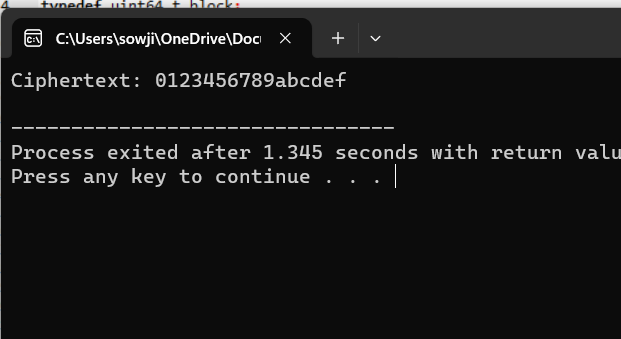 4 typedef uint64_t block;
C:\Users\sowji\OneDrive\Docu
Ciphertext: 0123456789abcdef
--------------------------------
Process exited after 1.345 seconds with return valu
Press any key to continue . . .